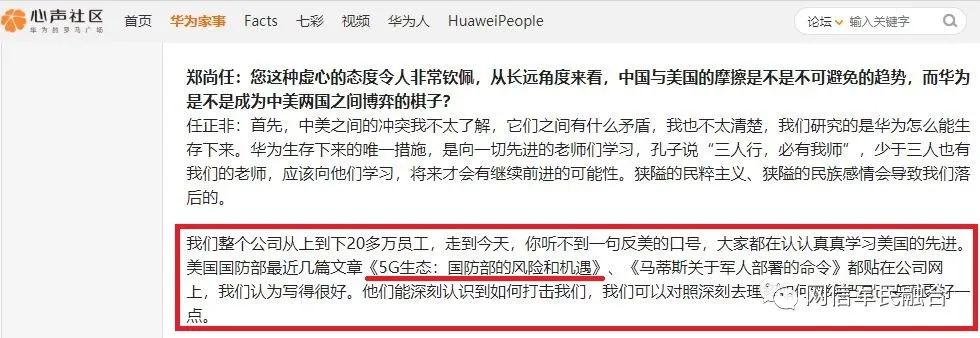 心声社区
华为的罗马广场
首页 华为家事 Facts 七彩 视频 华为人 HuaweiPeople
论坛 输入关键字
郑尚任：您这种虚心的态度令人非常钦佩，从长远角度来看，中国与美国的摩擦是不是不可避免的趋势，而华为
是不是成为中美两国之间博弈的棋子？
任正非：首先，中美之间的冲突我不太了解，它们之间有什么矛盾，我也不太清楚，我们研究的是华为怎么能生
存下来。华为生存下来的唯一措施，是向一切先进的老师们学习，孔子说“三人行，必有我师”，少于三人也有
我们的老师，应该向他们学习，将来才会有继续前进的可能性。狭隘的民粹主义、狭隘的民族感情会导致我们落
后的。
我们整个公司从上到下20多万员工，走到今天，你听不到一句反美的口号，大家都在认认真真学习美国的先进。
美国国防部最近几篇文章《5G生态：国防部的风险和机遇》、《马蒂斯关于军人部署的命令》都贴在公司网
上，我们认为写得很好。他们能深刻认识到如何打击我们，我们可以对照深刻去理
点。
网信军民融合